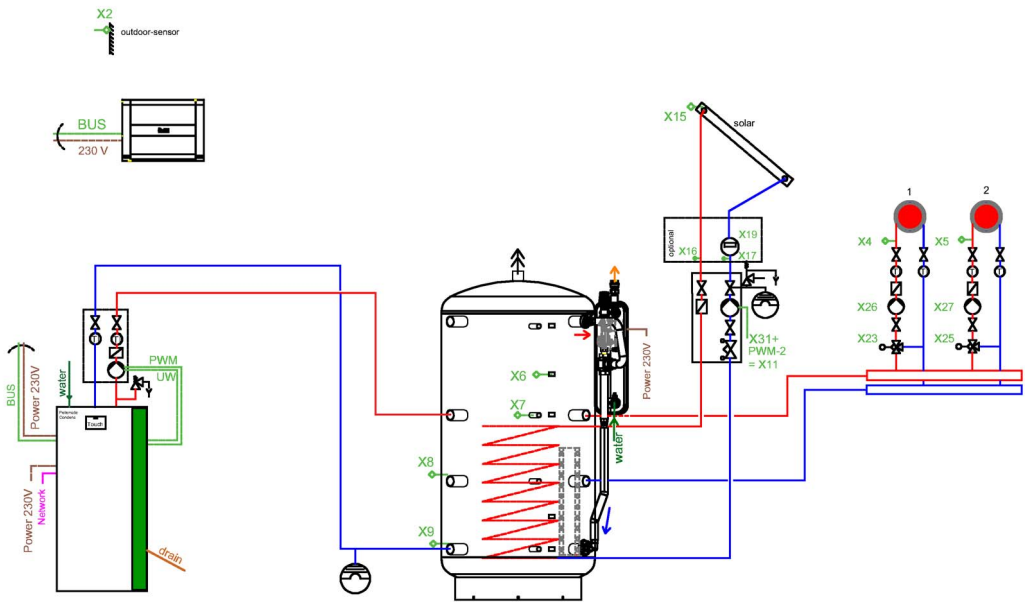 X2
outdoor-sensor
BUS
230 V
X15
solar
1
2
X4
X5
optional
X19
X16
X17
X26
X27
X31+
PWM-2
= X11
X23
X25
PWM
UW
BUS
Power 230V
water
Pelletmatic
Condens
Touch
T
T
T
T
T
T
X6
X7
X8
X9
Power 230V
water
Power 230V
Network
drain